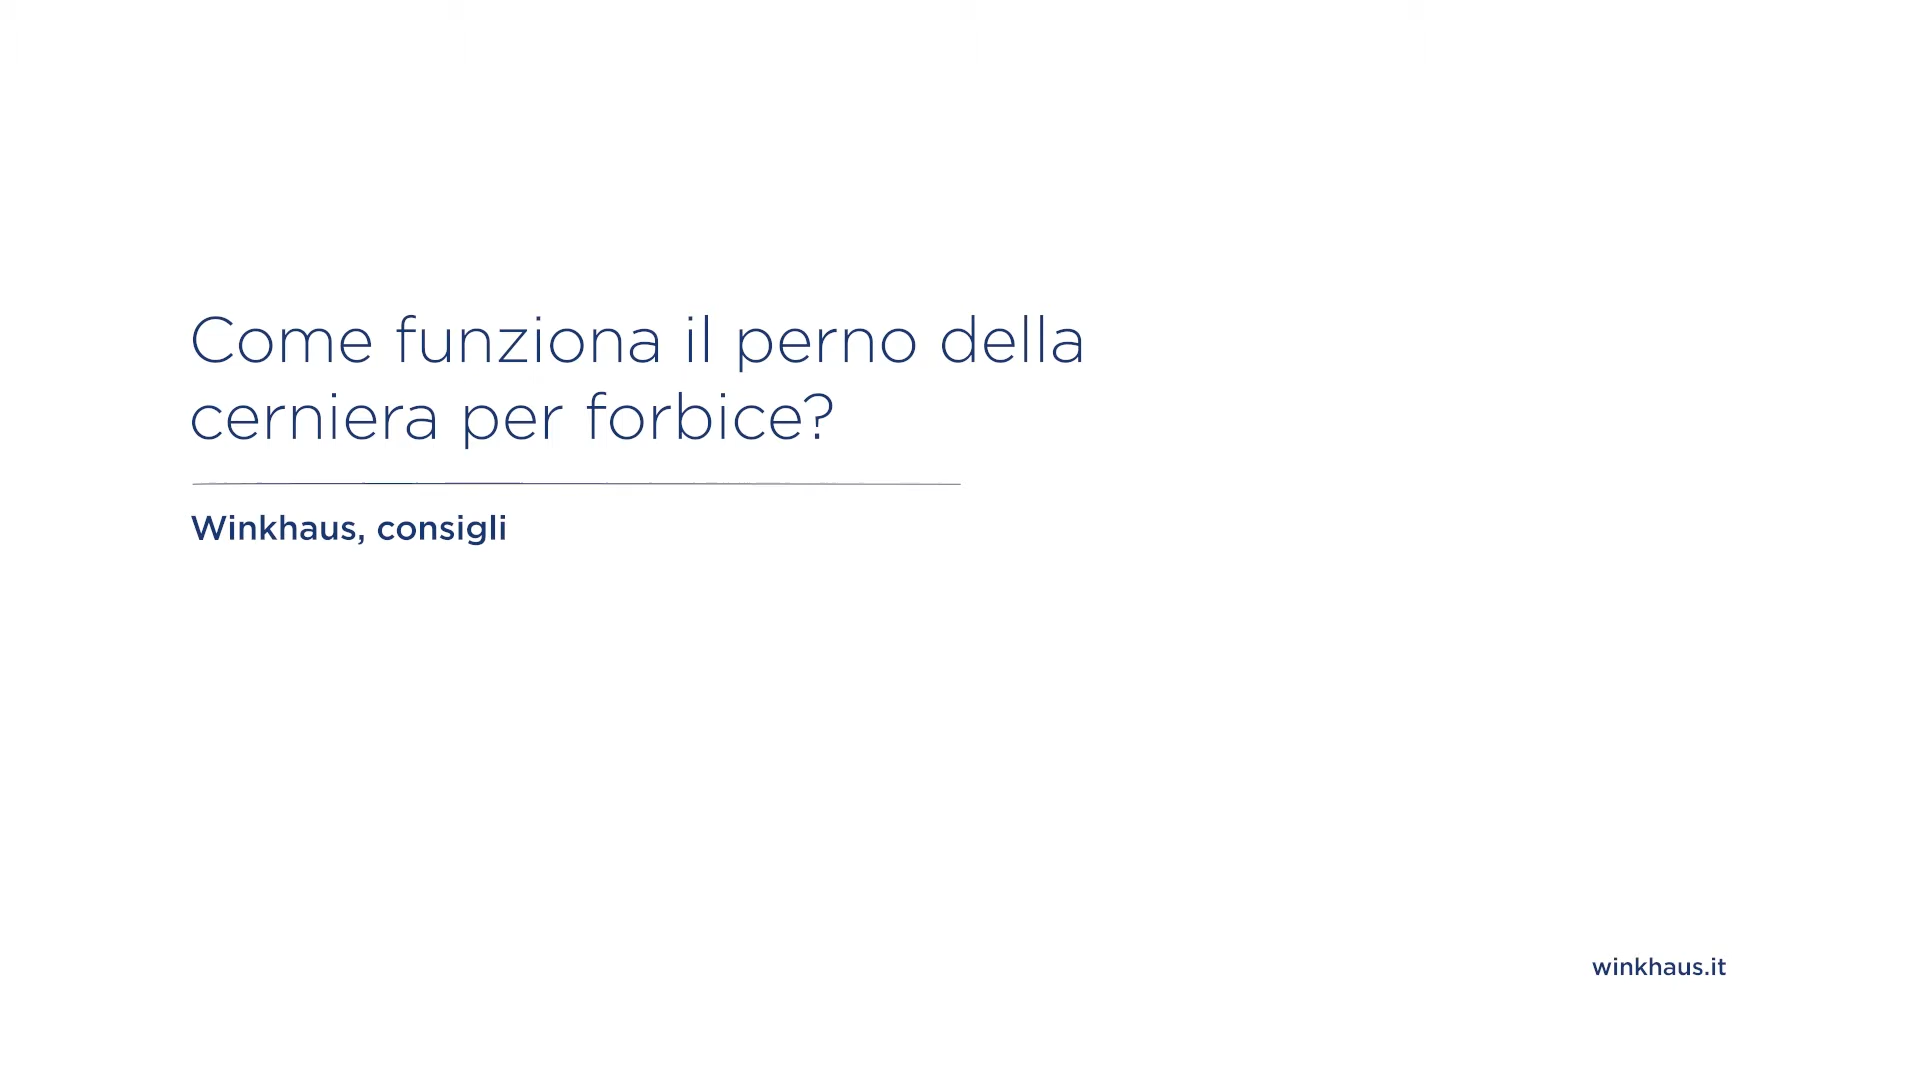 Come funziona il perno della
cerniera per forbice?
Winkhaus, consigli
winkhaus.it